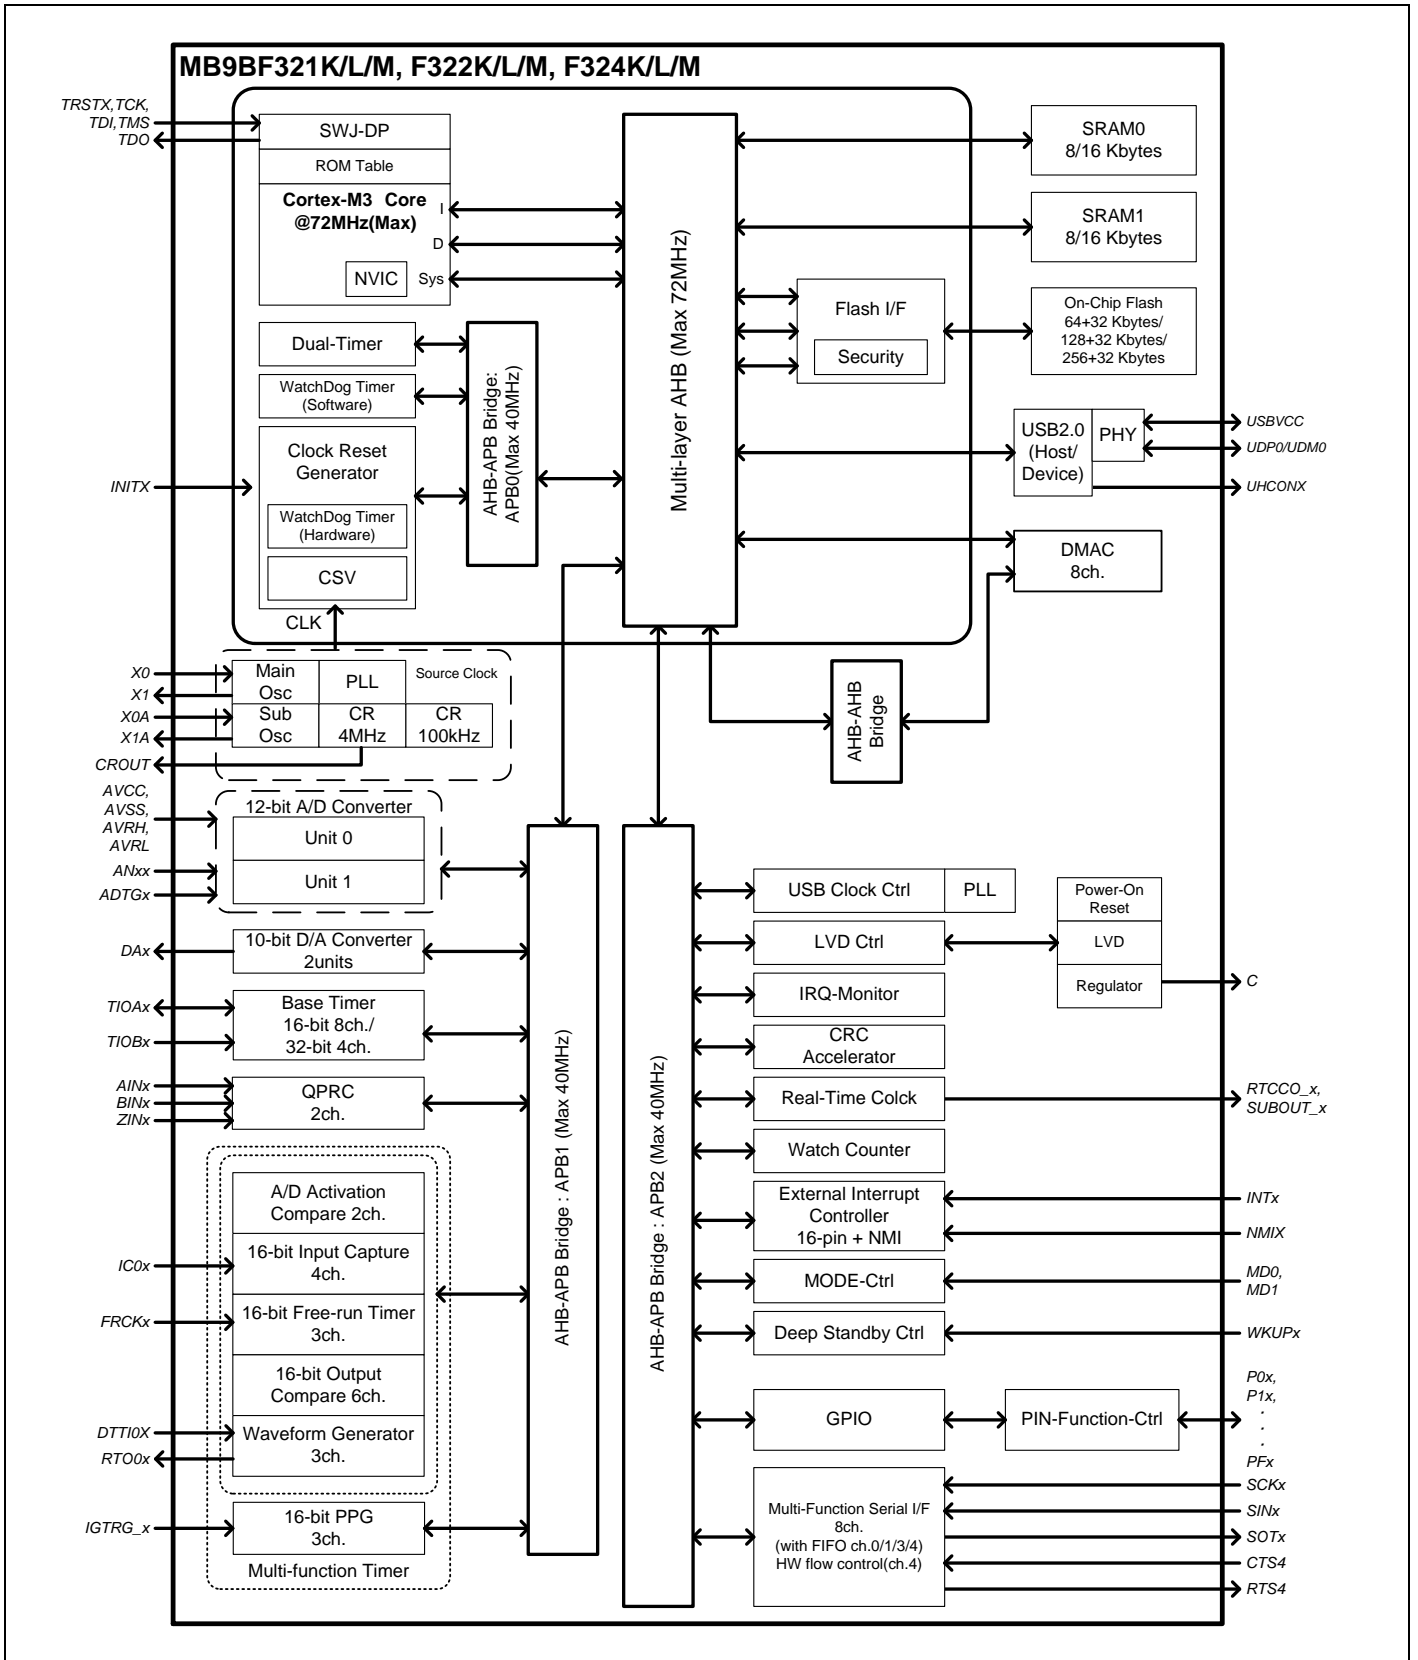 MB9BF321K/L/M, F322K/L/M, F324K/L/M
TRSTX,TCK,
TDI,TMS
TDO
SWJ-DP
ROM Table
Cortex-M3 Core
@72MHz(Max)
I
D
Sys
NVIC
Dual-Timer
WatchDog Timer
(Software)
Clock Reset
Generator
WatchDog Timer
(Hardware)
CSV
CLK
INITX
AHB-APB Bridge:
APB0(Max 40MHz)
Multi-layer AHB (Max 72MHz)
SRAM0
8/16 Kbytes
SRAM1
8/16 Kbytes
Flash I/F
Security
On-Chip Flash
64+32 Kbytes/
128+32 Kbytes/
256+32 Kbytes
USB2.0
(Host/
Device)
PHY
USBVCC
UDP0/UDM0
UHCONX
DMAC
8ch.
AHB-AHB
Bridge
X0
X1
X0A
X1A
CROUT
Main
Osc
PLL
Source Clock
Sub
Osc
CR
4MHz
CR
100kHz
AVCC,
AVSS,
AVRH,
AVRL
ANxx
ADTGx
12-bit A/D Converter
Unit 0
Unit 1
DAx
10-bit D/A Converter
2units
TIOAx
TIOBx
Base Timer
16-bit 8ch./
32-bit 4ch.
AINx
BINx
ZINx
QPRC
2ch.
A/D Activation
Compare 2ch.
IC0x
16-bit Input Capture
4ch.
FRCKx
16-bit Free-run Timer
3ch.
16-bit Output
Compare 6ch.
DTTI0X
RTO0x
Waveform Generator
3ch.
IGTRG_x
16-bit PPG
3ch.
Multi-function Timer
AHB-APB Bridge : APB1 (Max 40MHz)
AHB-APB Bridge : APB2 (Max 40MHz)
USB Clock Ctrl
PLL
LVD Ctrl
Power-On
Reset
LVD
Regulator
C
IRQ-Monitor
CRC
Accelerator
Real-Time Colck
RTCCO_x,
SUBOUT_x
Watch Counter
External Interrupt
Controller
16-pin + NMI
INTx
NMIX
MODE-Ctrl
MD0,
MD1
Deep Standby Ctrl
WKUPx
GPIO
PIN-Function-Ctrl
P0x,
P1x,
.
.
.
PFx
Multi-Function Serial I/F
8ch.
(with FIFO ch.0/1/3/4)
HW flow control(ch.4)
SCKx
SINx
SOTx
CTS4
RTS4